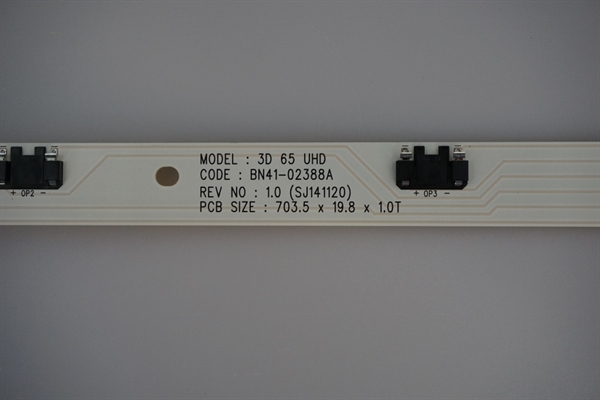 MODEL : 3D 65 UHD
CODE : BN41-02388A
REV NO : 1.0 (SJ141120)
PCB SIZE : 703.5 x 19.8 x 1.0T
+ OP2 -
+ OP3 -